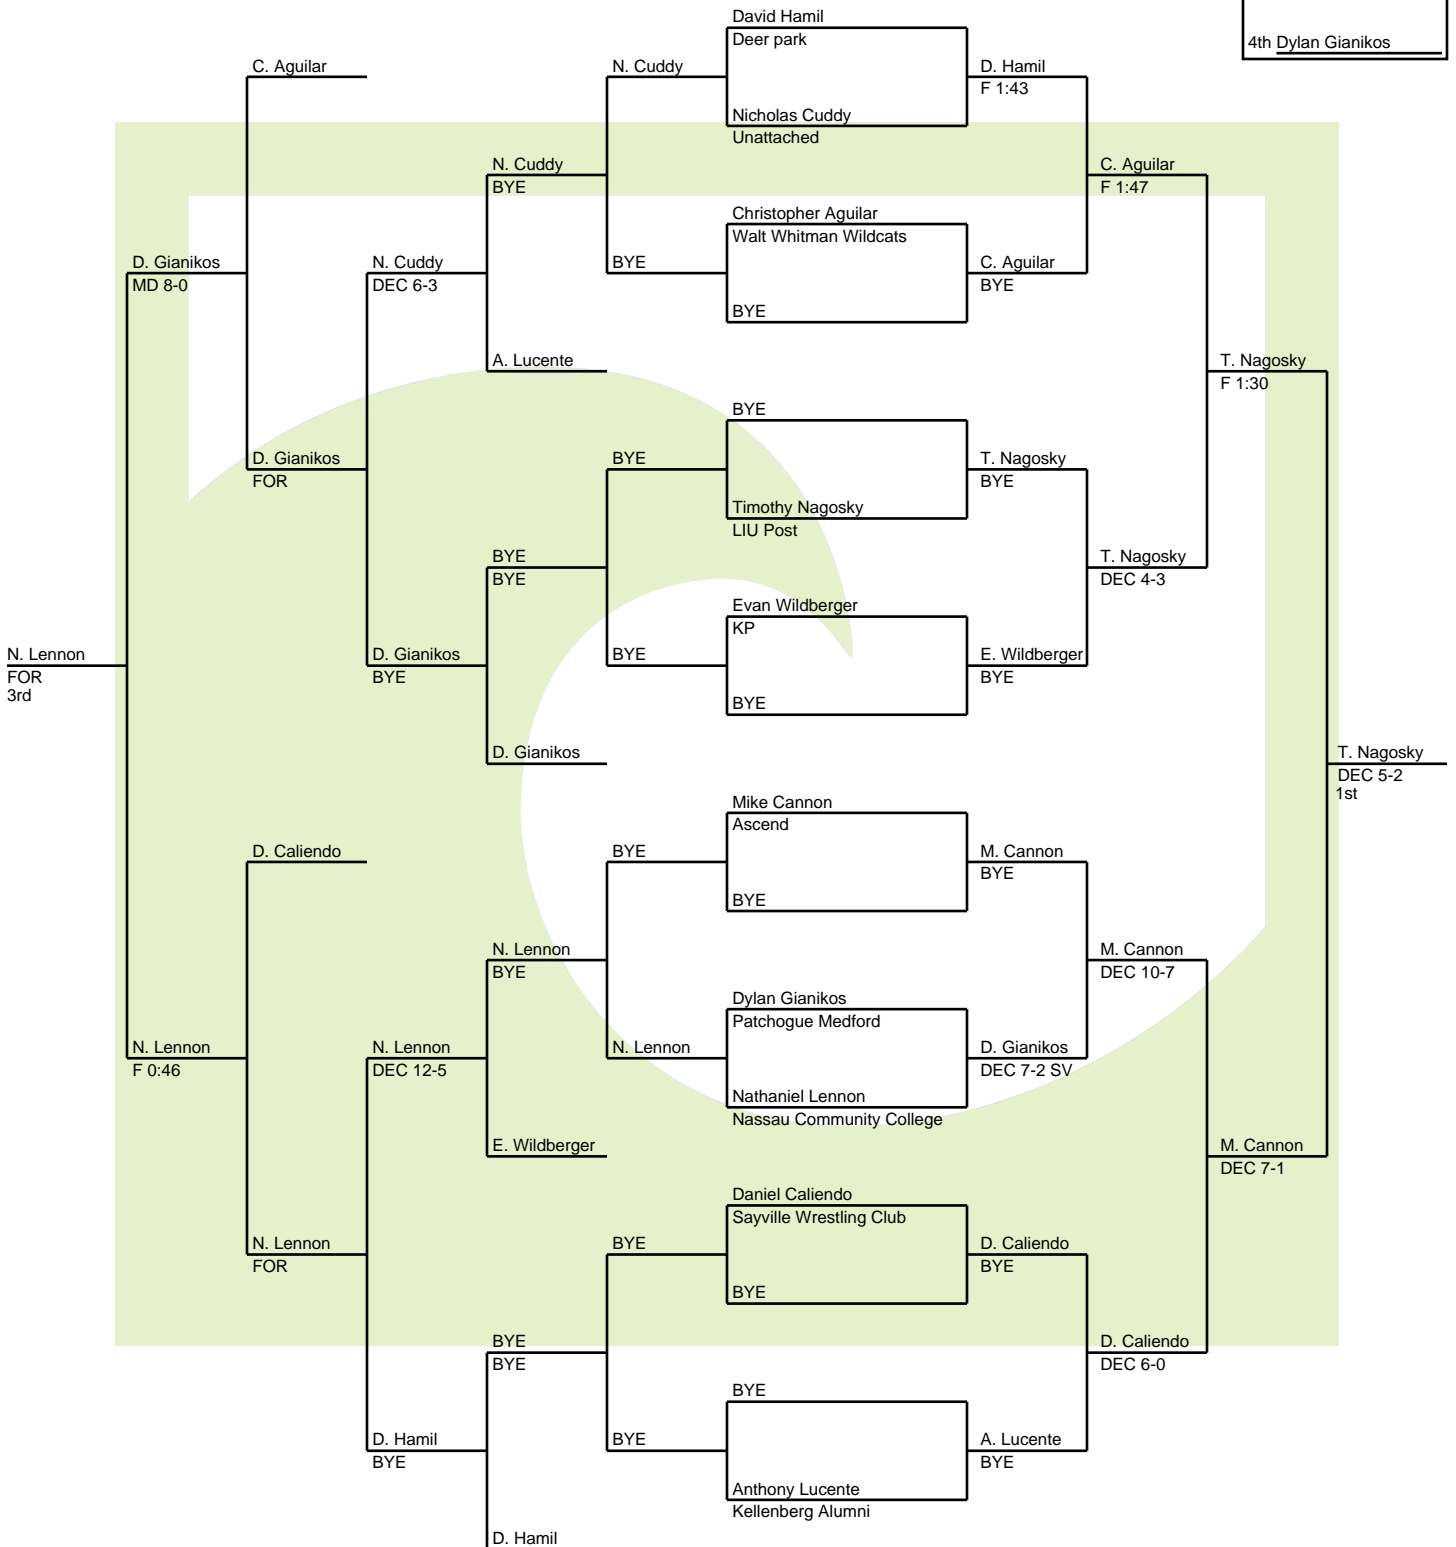 David Hamil
Deer park
4th Dylan Gianikos
C. Aguilar
N. Cuddy
D. Hamil
F 1:43
Nicholas Cuddy
Unattached
N. Cuddy
BYE
C. Aguilar
F 1:47
Christopher Aguilar
Walt Whitman Wildcats
D. Gianikos
MD 8-0
N. Cuddy
DEC 6-3
BYE
C. Aguilar
BYE
BYE
A. Lucente
T. Nagosky
F 1:30
BYE
D. Gianikos
FOR
BYE
T. Nagosky
BYE
Timothy Nagosky
LIU Post
BYE
BYE
T. Nagosky
DEC 4-3
Evan Wildberger
KP
N. Lennon
FOR
3rd
D. Gianikos
BYE
BYE
E. Wildberger
BYE
BYE
D. Gianikos
T. Nagosky
DEC 5-2
1st
Mike Cannon
Ascend
D. Caliendo
BYE
M. Cannon
BYE
BYE
N. Lennon
BYE
M. Cannon
DEC 10-7
Dylan Gianikos
Patchogue Medford
N. Lennon
F 0:46
N. Lennon
DEC 12-5
N. Lennon
D. Gianikos
DEC 7-2 SV
Nathaniel Lennon
Nassau Community College
E. Wildberger
M. Cannon
DEC 7-1
Daniel Caliendo
Sayville Wrestling Club
N. Lennon
FOR
BYE
D. Caliendo
BYE
BYE
BYE
BYE
D. Caliendo
DEC 6-0
BYE
D. Hamil
BYE
BYE
A. Lucente
BYE
Anthony Lucente
Kellenberg Alumni
D. Hamil